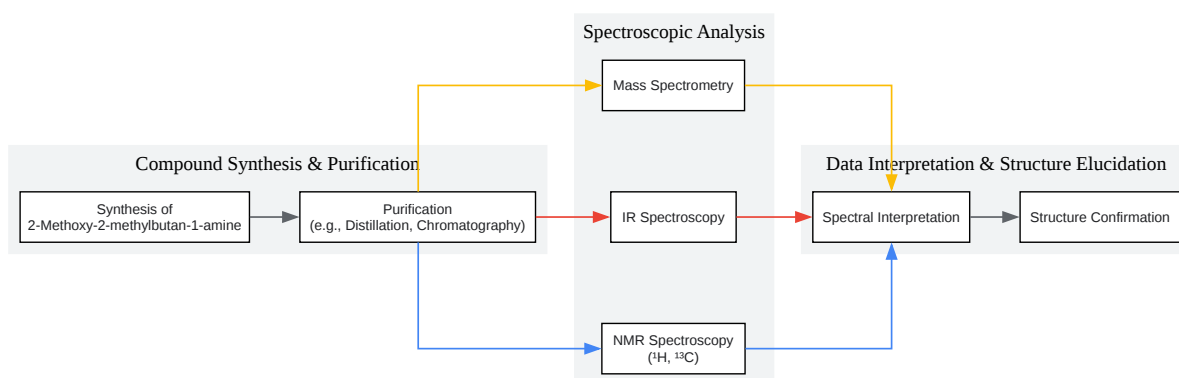 Spectroscopic Analysis
Mass Spectrometry
Compound Synthesis & Purification
Data Interpretation & Structure Elucidation
Synthesis of
2-Methoxy-2-methylbutan-1-amine
Purification
(e.g., Distillation, Chromatography)
IR Spectroscopy
Spectral Interpretation
Structure Confirmation
NMR Spectroscopy
(¹H, ¹³C)